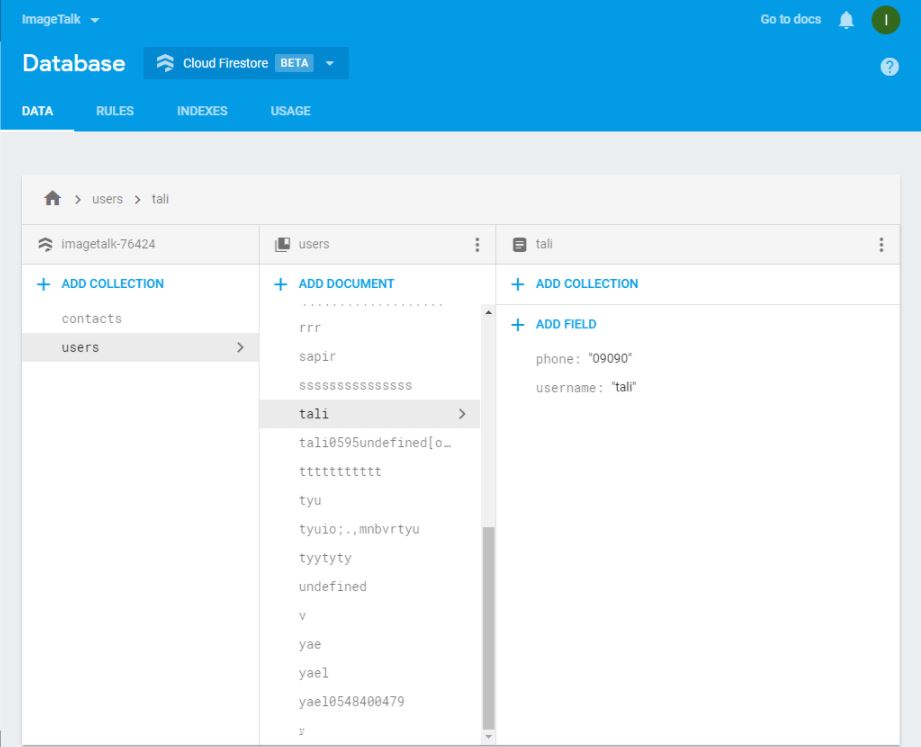 ImageTalk
Go to docs
I
Database
Cloud Firestore BETA
?
DATA RULES INDEXES USAGE
users tali
imagetalk-76424
users
tali
+ ADD COLLECTION
+ ADD DOCUMENT
+ ADD COLLECTION
contacts
users
rrr
sapir
sssssssssssssss
tali
tali0595undefined[o…
ttttttttttt
tyu
tyuio;.,mnbvrtyu
tyytyty
undefined
v
yae
yael
yael0548400479
+ ADD FIELD
phone: "09090"
username: "tali"